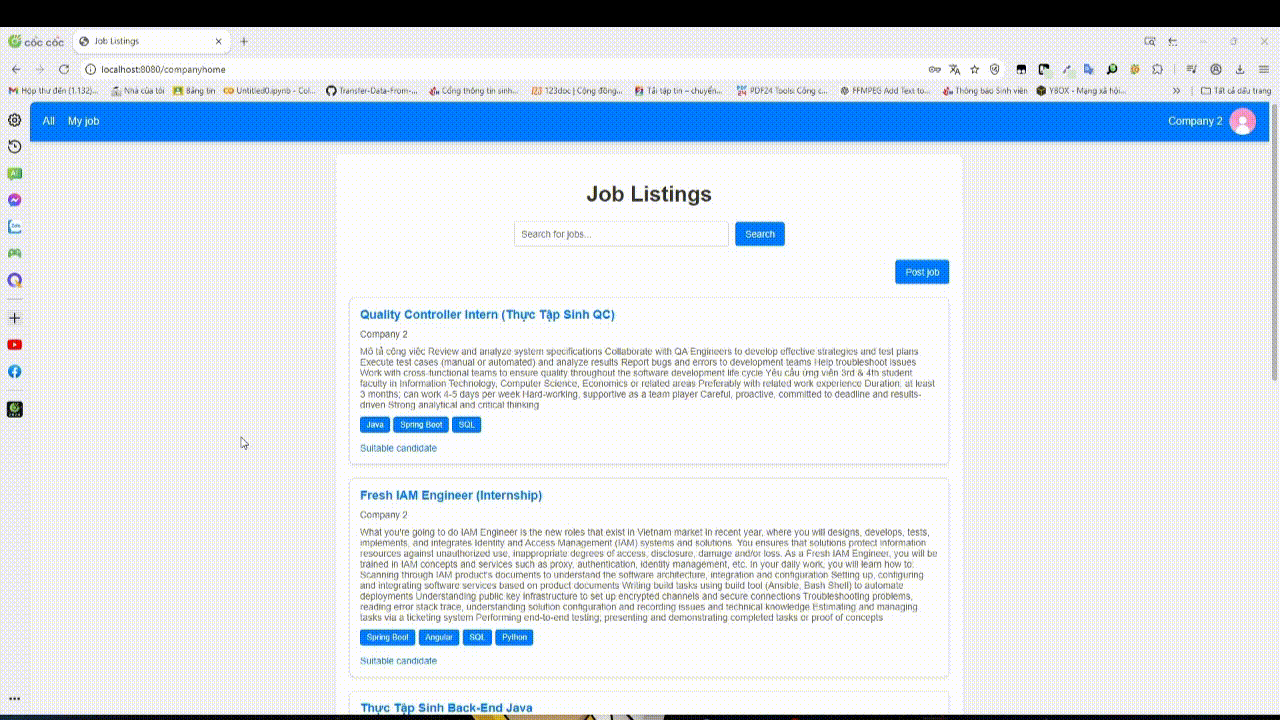 cốc cốc
Job Listings
localhost:8080/companyhome
Hộp thư đến (1.132)...
Nhà của tôi
Bảng tin
Untitled0.ipynb - Col...
Transfer-Data-From-...
Cổng thông tin sinh...
123doc | Cộng đồng...
Tải tập tin – chuyển...
PDF24 Tools: Công c...
FFMPEG Add Text to...
Thông báo Sinh viên
YBOX - Mạng xã hội...
Tất cả dấu trang
All
My job
Company 2
Job Listings
Search for jobs...
Search
Post job
Quality Controller Intern (Thực Tập Sinh QC)
Company 2
Mô tả công việc Review and analyze system specifications Collaborate with QA Engineers to develop effective strategies and test plans
Execute test cases (manual or automated) and analyze results Report bugs and errors to development teams Help troubleshoot issues
Work with cross-functional teams to ensure quality throughout the software development life cycle Yêu cầu ứng viên 3rd & 4th student
faculty in Information Technology, Computer Science, Economics or related areas Preferably with related work experience Duration: at least
3 months; can work 4-5 days per week Hard-working, supportive as a team player Careful, proactive, committed to deadline and results-
driven Strong analytical and critical thinking
Java
Spring Boot
SQL
Suitable candidate
Fresh IAM Engineer (Internship)
Company 2
What you're going to do IAM Engineer is the new roles that exist in Vietnam market in recent year, where you will designs, develops, tests,
implements, and integrates Identity and Access Management (IAM) systems and solutions. You ensures that solutions protect information
resources against unauthorized use, inappropriate degrees of access, disclosure, damage and/or loss. As a Fresh IAM Engineer, you will be
trained in IAM concepts and services such as proxy, authentication, identity management, etc. In your daily work, you will learn how to:
Scanning through IAM product's documents to understand the software architecture, integration and configuration Setting up, configuring
and integrating software services based on product documents Writing build tasks using build tool (Ansible, Bash Shell) to automate
deployments Understanding public key infrastructure to set up encrypted channels and secure connections Troubleshooting problems,
reading error stack trace, understanding solution configuration and recording issues and technical knowledge Estimating and managing
tasks via a ticketing system Performing end-to-end testing; presenting and demonstrating completed tasks or proof of concepts
Spring Boot
Angular
SQL
Python
Suitable candidate
Thực Tập Sinh Back-End Java